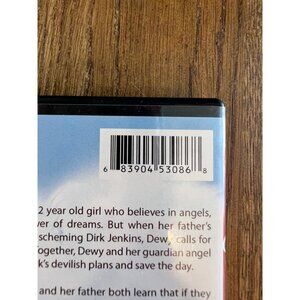 6 83904 53086 8
2 year old girl who believes in angels,
ver of dreams. But when her father's
scheming Dirk Jenkins, Dewy calls for
ogether, Dewy and her guardian angel
k's devilish plans and save the day.
and her father both learn that if they